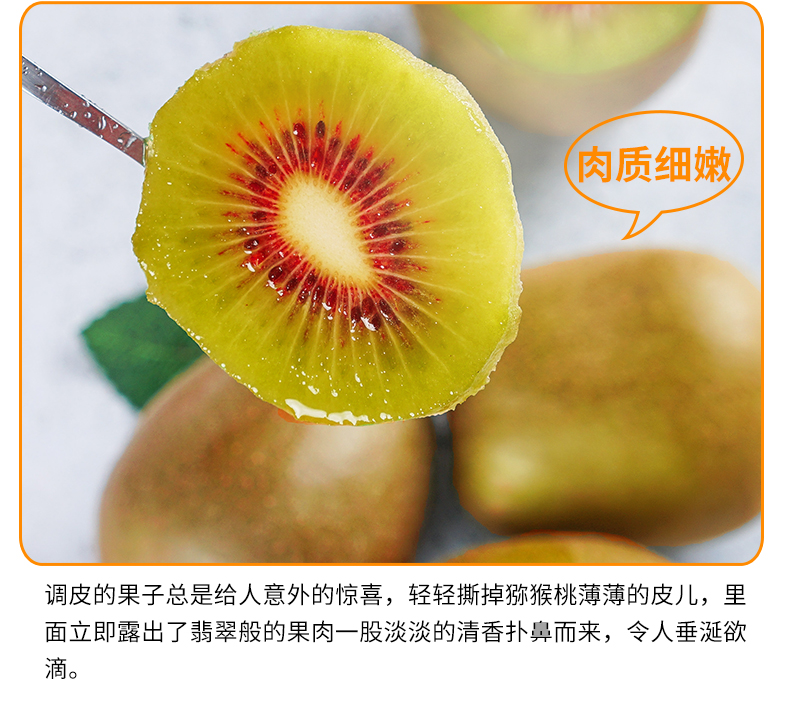 肉质细嫩
调皮的果子总是给人意外的惊喜，轻轻撕掉猕猴桃薄薄的皮儿，里
面立即露出了翡翠般的果肉一股淡淡的清香扑鼻而来，令人垂涎欲
滴。